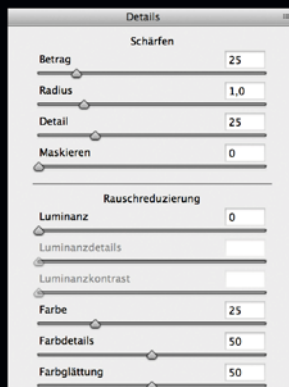 Details
Schärfen
Betrag 25
Radius 1,0
Detail 25
Maskieren 0
Rauschreduzierung
Luminanz 0
Luminanzdetails
Luminanzkontrast
Farbe 25
Farbdetails 50
Farbglättung 50